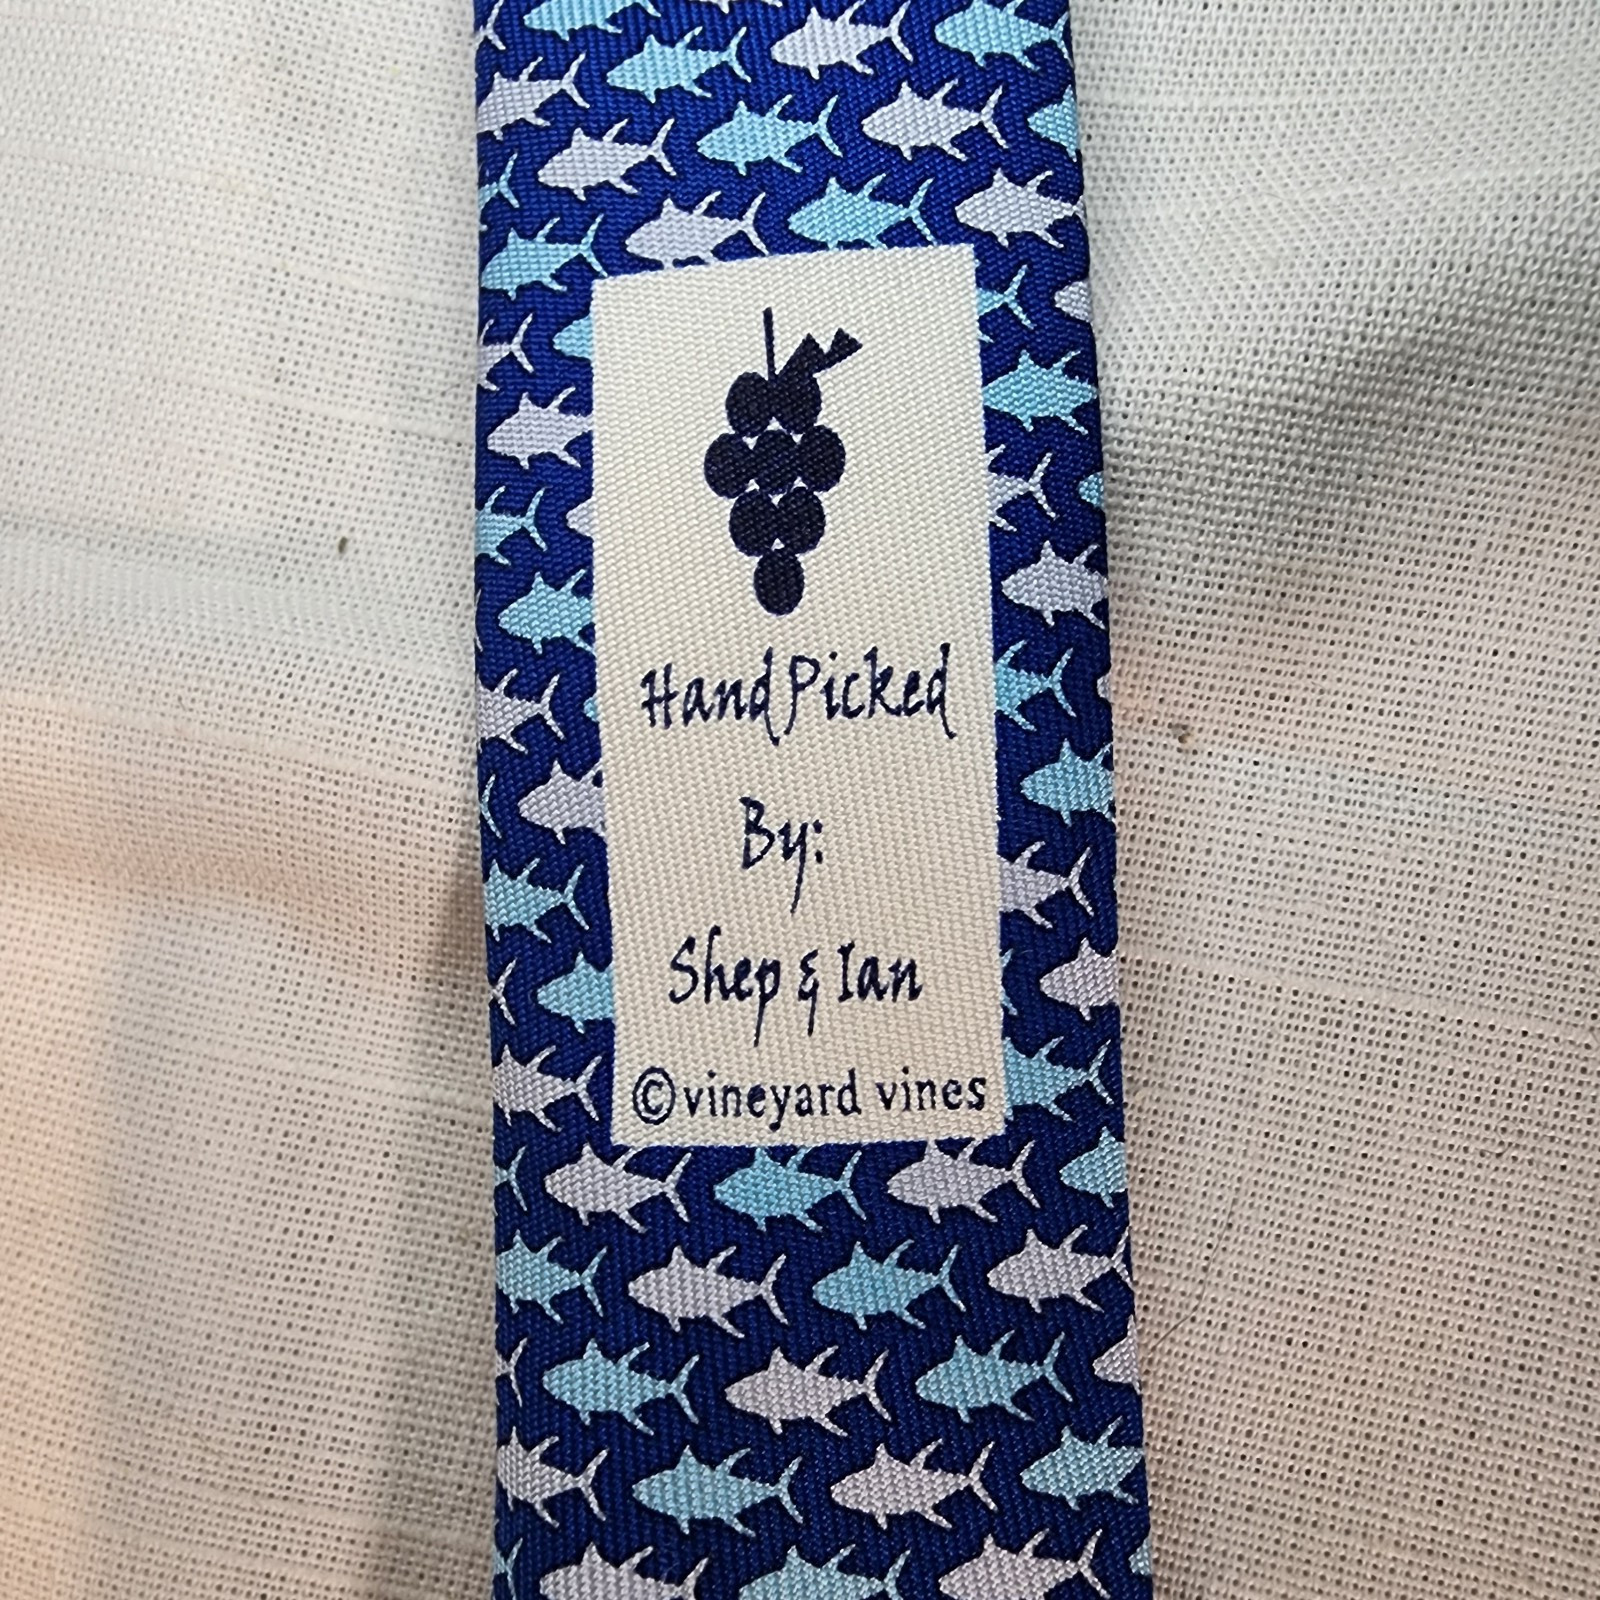 Hand Picked
By:
Shep & Ian
©vineyard vines